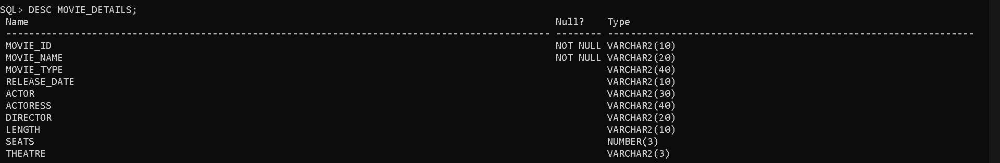 SQL> DESC MOVIE_DETAILS;
Name Null? Type
----------------------------------------------------------------------------------------------- -------- ----------------------------------------------------------------
MOVIE_ID NOT NULL VARCHAR2(10)
MOVIE_NAME NOT NULL VARCHAR2(20)
MOVIE_TYPE VARCHAR2(40)
RELEASE_DATE VARCHAR2(10)
ACTOR VARCHAR2(30)
ACTORESS VARCHAR2(40)
DIRECTOR VARCHAR2(20)
LENGTH VARCHAR2(10)
SEATS NUMBER(3)
THEATRE VARCHAR2(3)